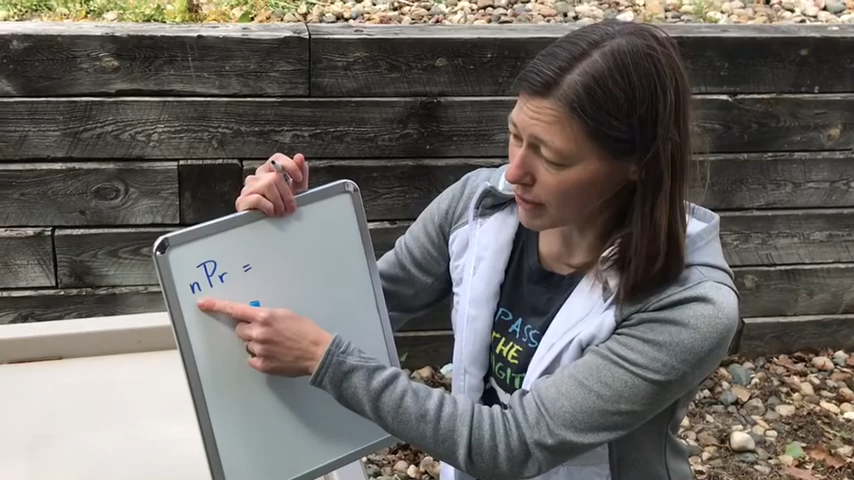 nPr =
PASS
THE